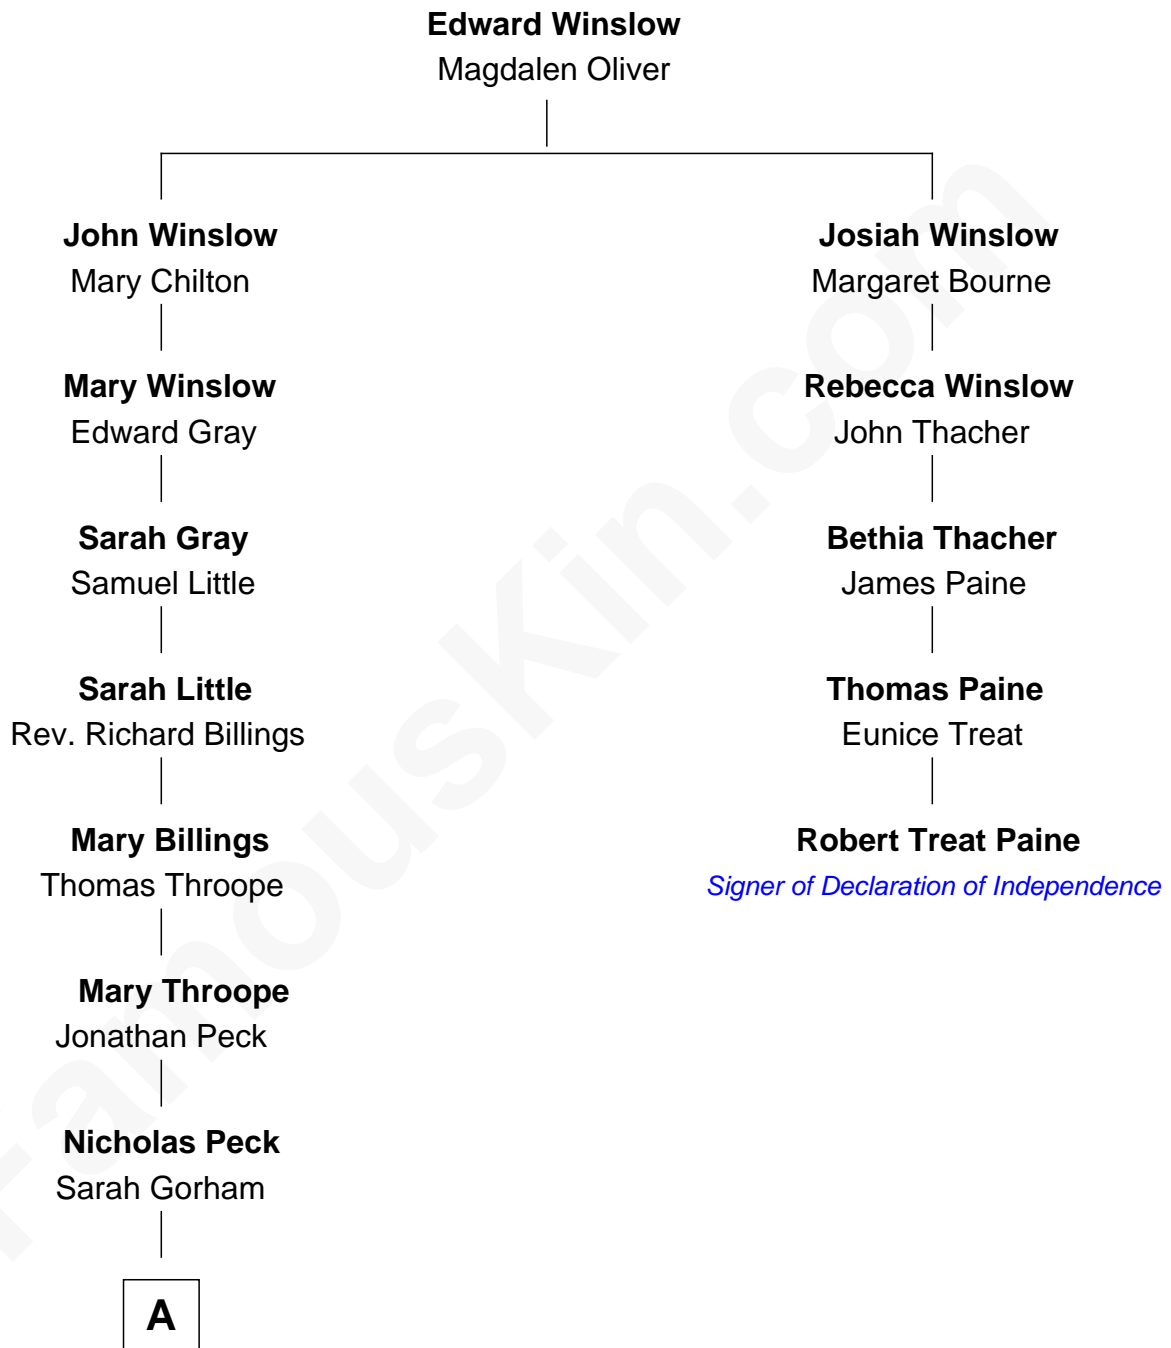 Edward Winslow
Magdalen Oliver
John Winslow
Mary Chilton
Josiah Winslow
Margaret Bourne
Mary Winslow
Edward Gray
Rebecca Winslow
John Thacher
Sarah Gray
Samuel Little
Bethia Thacher
James Paine
Sarah Little
Rev. Richard Billings
Thomas Paine
Eunice Treat
Mary Billings
Thomas Throope
Robert Treat Paine
Signer of Declaration of Independence
Mary Throope
Jonathan Peck
Nicholas Peck
Sarah Gorham
A
FamousKin.com